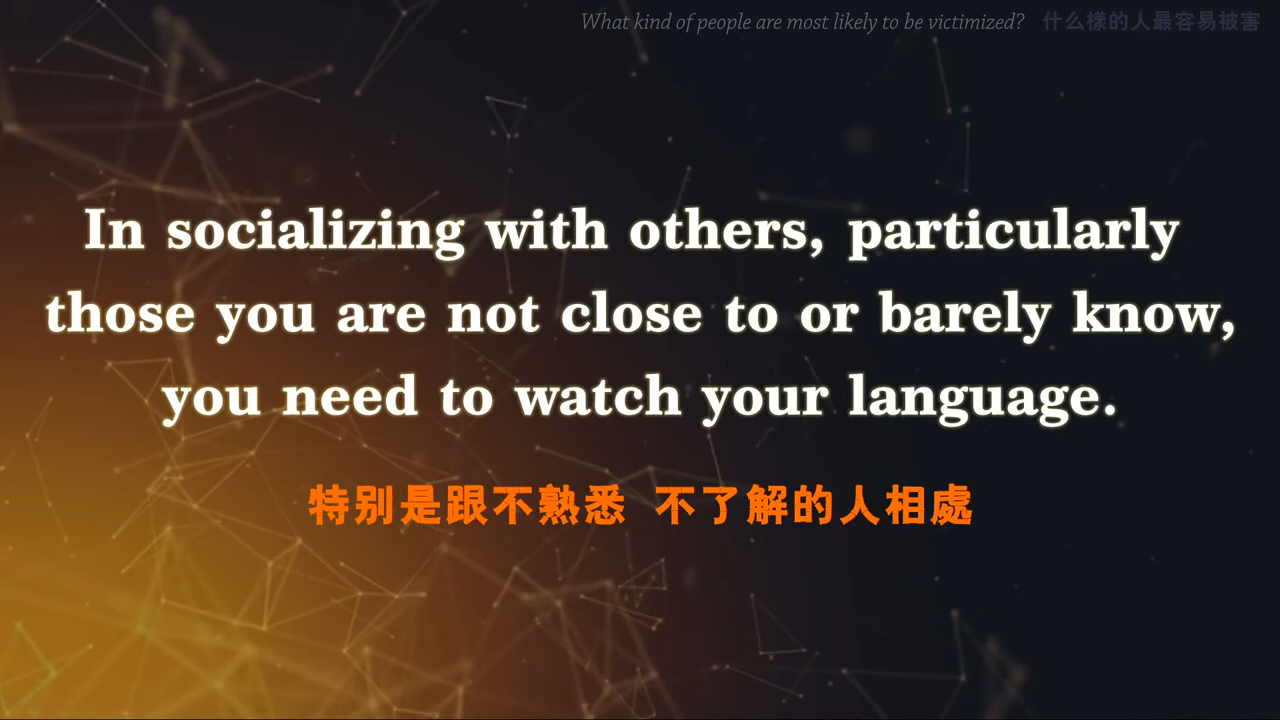 What kind of people are most likely to be victimized? 什么樣的人最容易被害
In socializing with others, particularly
those you are not close to or barely know,
you need to watch your language.
特别是跟不熟悉 不了解的人相處